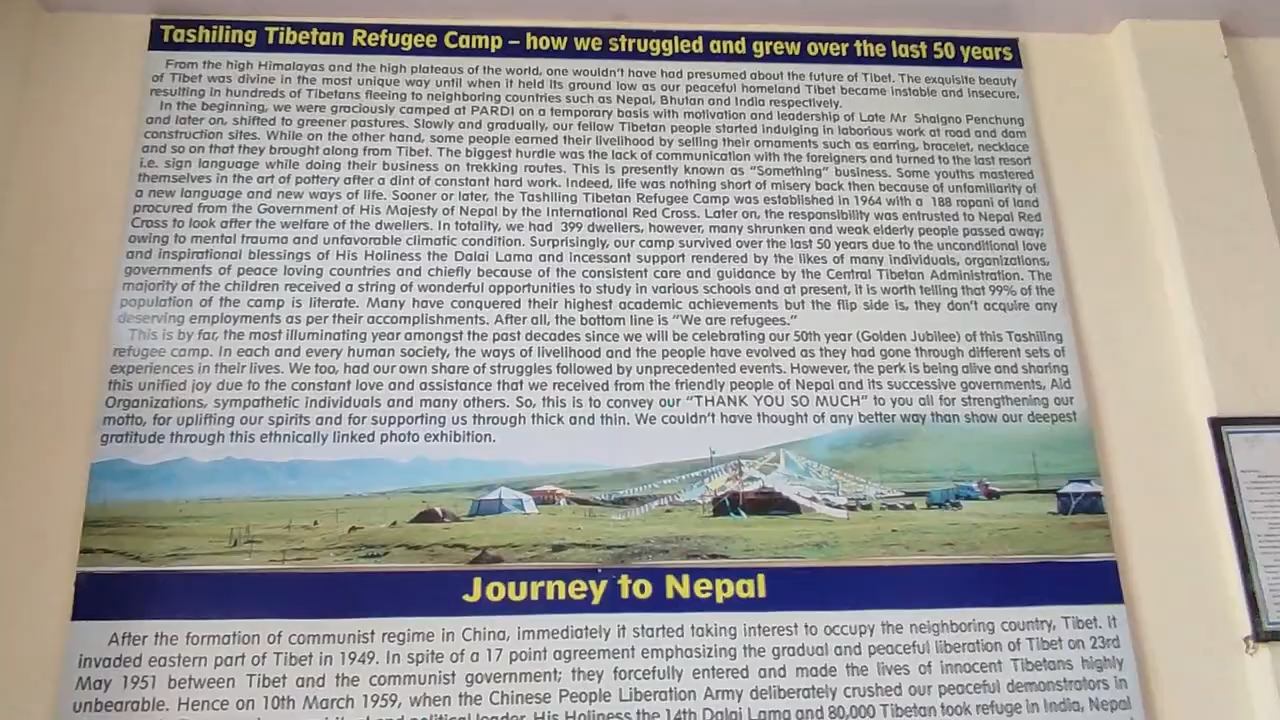 Tashiling Tibetan Refugee Camp – how we struggled and grew over the last 50 years
From the high Himalayas and the high plateaus of the world, one wouldn't have had presumed about the future of Tibet. The exquisite beauty
of Tibet was divine in the most unique way until when it held its ground low as our peaceful homeland Tibet became instable and insecure,
resulting in hundreds of Tibetans fleeing to neighboring countries such as Nepal, Bhutan and India respectively.
In the beginning, we were graciously camped at PARDI on a temporary basis with motivation and leadership of Late Mr Shalgno Penchung
and later on, shifted to greener pastures. Slowly and gradually, our fellow Tibetan people started indulging in laborious work at road and dam
construction sites. While on the other hand, some people earned their livelihood by selling their ornaments such as earring, bracelet, necklace
and so on that they brought along from Tibet. The biggest hurdle was the lack of communication with the foreigners and turned to the last resort
i.e. sign language while doing their business on trekking routes. This is presently known as "Something" business. Some youths mastered
themselves in the art of pottery after a dint of constant hard work. Indeed, life was nothing short of misery back then because of unfamiliarity of
a new language and new ways of life. Sooner or later, the Tashiling Tibetan Refugee Camp was established in 1964 with a 188 ropani of land
procured from the Government of His Majesty of Nepal by the International Red Cross. Later on, the responsibility was entrusted to Nepal Red
Cross to look after the welfare of the dwellers. In totality, we had 399 dwellers, however, many shrunken and weak elderly people passed away;
owing to mental trauma and unfavorable climatic condition. Surprisingly, our camp survived over the last 50 years due to the unconditional love
and inspirational blessings of His Holiness the Dalai Lama and incessant support rendered by the likes of many individuals, organizations,
governments of peace loving countries and chiefly because of the consistent care and guidance by the Central Tibetan Administration. The
majority of the children received a string of wonderful opportunities to study in various schools and at present, it is worth telling that 99% of the
population of the camp is literate. Many have conquered their highest academic achievements but the flip side is, they don't acquire any
deserving employments as per their accomplishments. After all, the bottom line is "We are refugees."
This is by far, the most illuminating year amongst the past decades since we will be celebrating our 50th year (Golden Jubilee) of this Tashiling
refugee camp. In each and every human society, the ways of livelihood and the people have evolved as they had gone through different sets of
experiences in their lives. We too, had our own share of struggles followed by unprecedented events. However, the perk is being alive and sharing
this unified joy due to the constant love and assistance that we received from the friendly people of Nepal and its successive governments, Aid
Organizations, sympathetic individuals and many others. So, this is to convey our "THANK YOU SO MUCH" to you all for strengthening our
motto, for uplifting our spirits and for supporting us through thick and thin. We couldn't have thought of any better way than show our deepest
gratitude through this ethnically linked photo exhibition.
Journey to Nepal
After the formation of communist regime in China, immediately it started taking interest to occupy the neighboring country, Tibet. It
invaded eastern part of Tibet in 1949. In spite of a 17 point agreement emphasizing the gradual and peaceful liberation of Tibet on 23rd
May 1951 between Tibet and the communist government; they forcefully entered and made the lives of innocent Tibetans highly
unbearable. Hence on 10th March 1959, when the Chinese People Liberation Army deliberately crushed our peaceful demonstrators in
political leader, His Holiness the 14th Dalai Lama and 80,000 Tibetan took refuge in India, Nepal